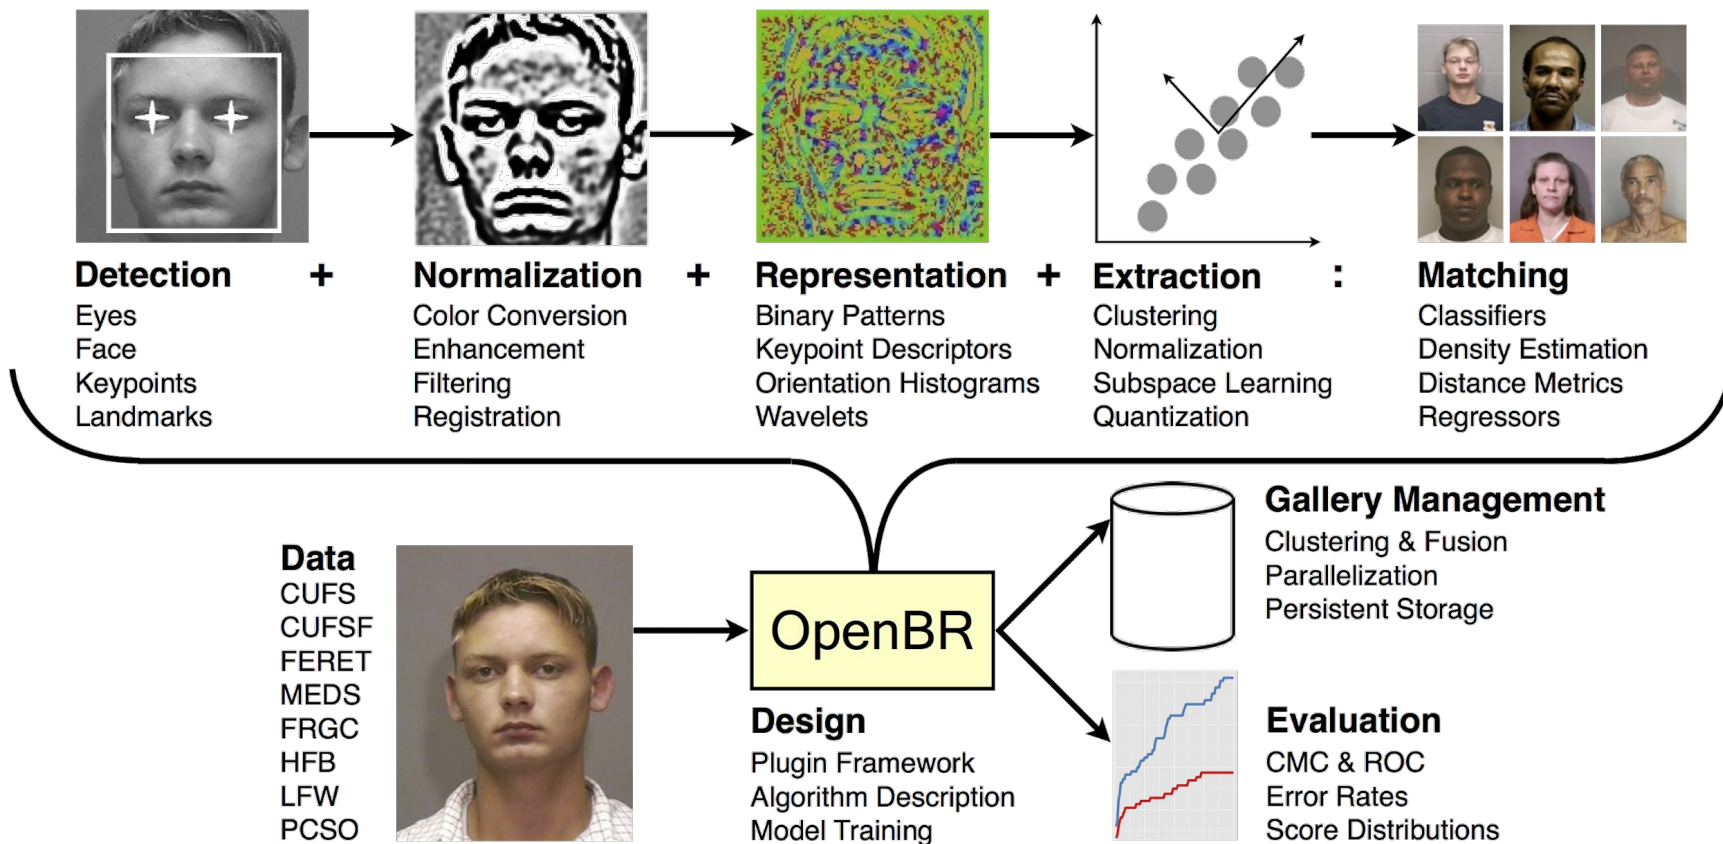 Detection + Normalization + Representation + Extraction : Matching
Eyes
Face
Keypoints
Landmarks
Color Conversion
Enhancement
Filtering
Registration
Binary Patterns
Keypoint Descriptors
Orientation Histograms
Wavelets
Clustering
Normalization
Subspace Learning
Quantization
Classifiers
Density Estimation
Distance Metrics
Regressors
Data
CUFS
CUFSF
FERET
MEDS
FRGC
HFB
LFW
PCSO
OpenBR
Design
Plugin Framework
Algorithm Description
Model Training
Gallery Management
Clustering & Fusion
Parallelization
Persistent Storage
Evaluation
CMC & ROC
Error Rates
Score Distributions